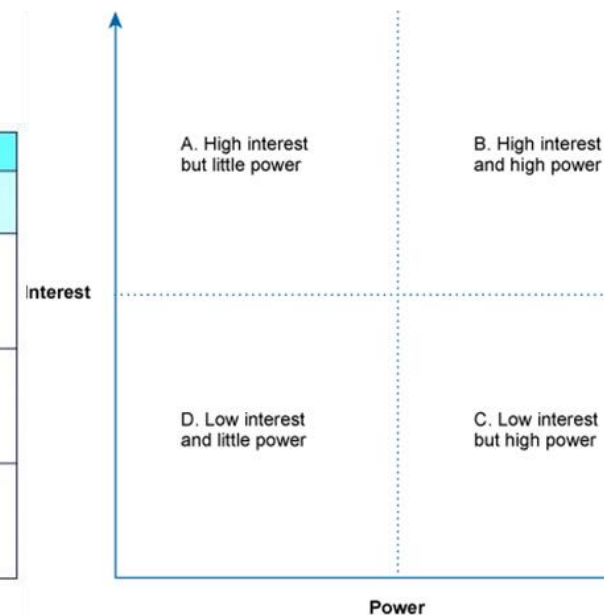 A. High interest
but little power
B. High interest
and high power
Interest
D. Low interest
and little power
C. Low interest
but high power
Power